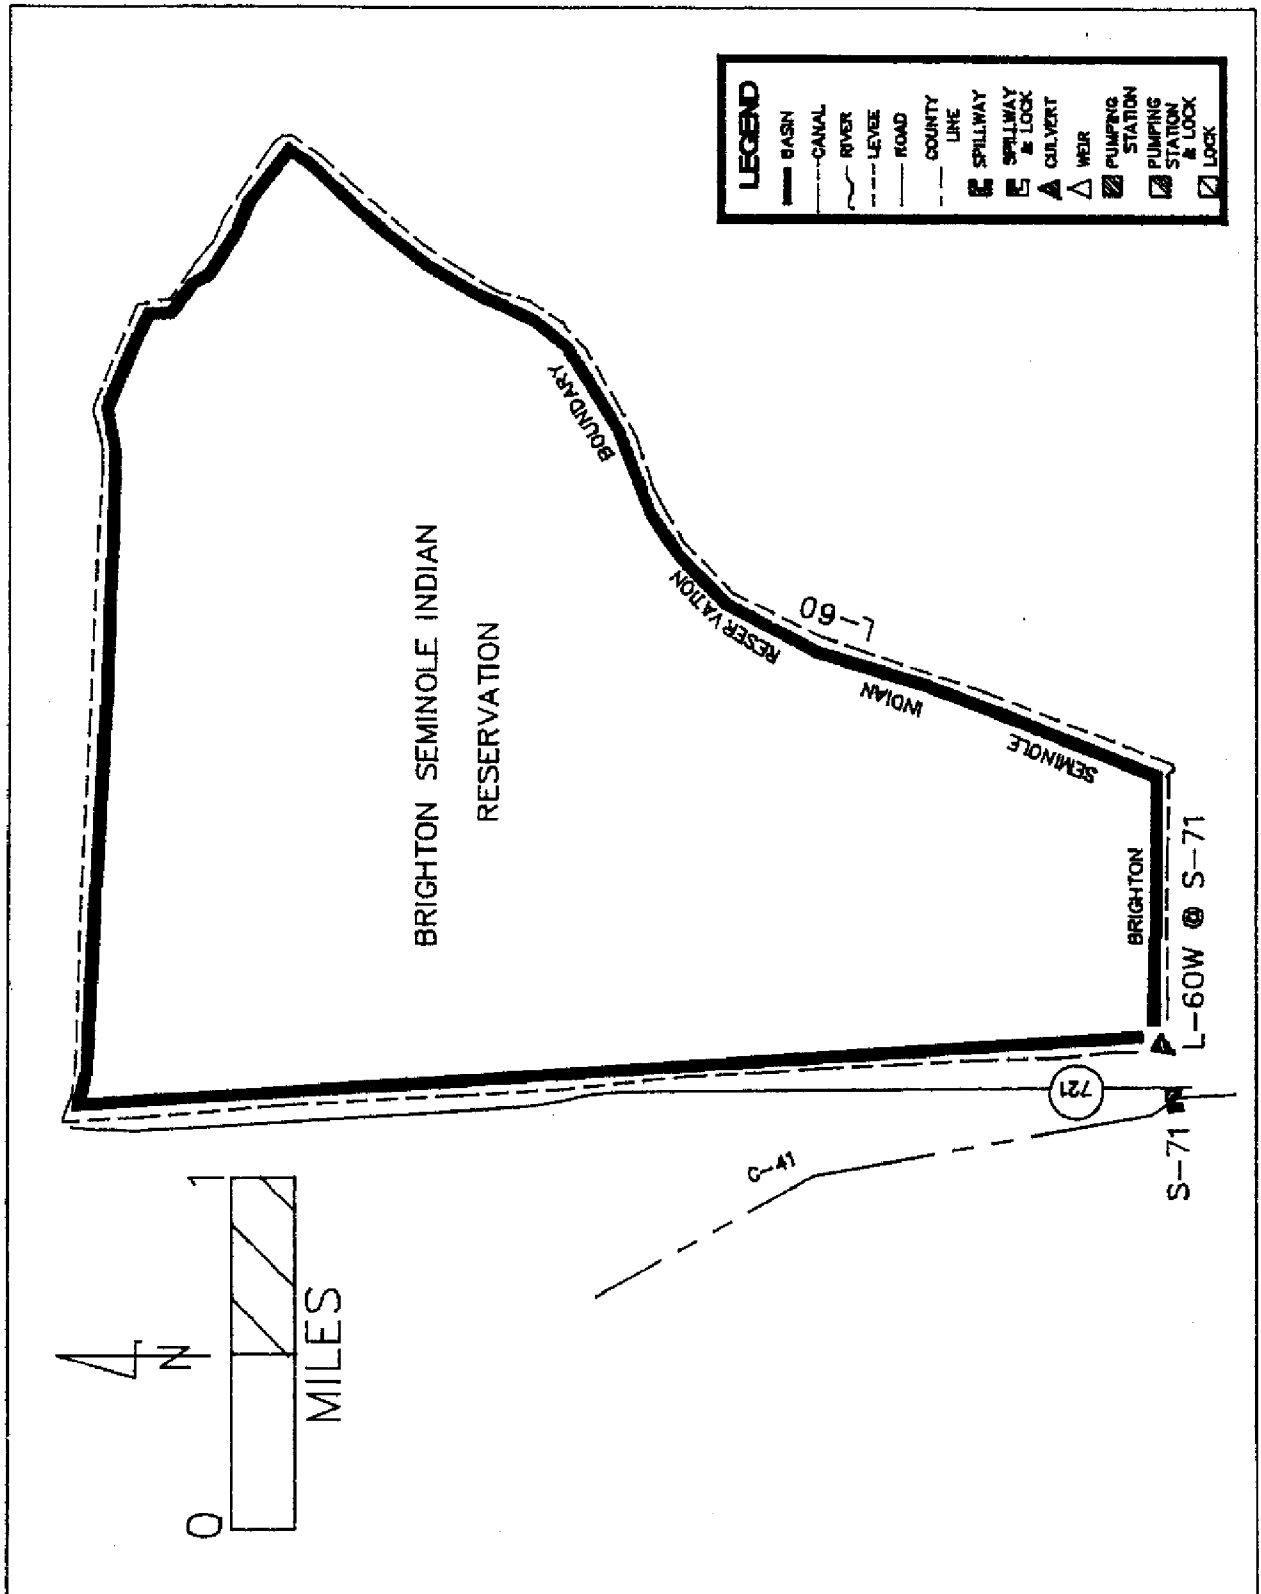 LEGEND
BASIN
CANAL
RIVER
LEVEE
ROAD
COUNTY
LINE
SPILLWAY
SPILLWAY
& LOCK
CULVERT
WEIR
PUMPING
STATION
PUMPING
STATION
& LOCK
LOCK
BRIGHTON SEMINOLE INDIAN
RESERVATION
BRIGHTON SEMINOLE INDIAN RESERVATION BOUNDARY
L-60
L-60W @ S-71
S-71
721
C-41
N
0 1
MILES